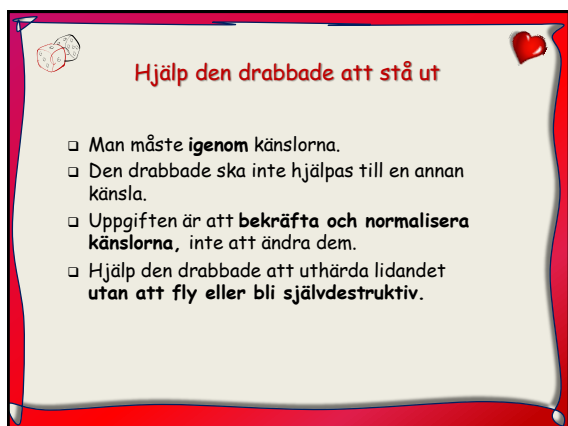 Hjälp den drabbade att stå ut
❑ Man måste igenom känslorna.
❑ Den drabbade ska inte hjälpas till en annan
känsla.
❑ Uppgiften är att bekräfta och normalisera
känslorna, inte att ändra dem.
❑ Hjälp den drabbade att uthärda lidandet
utan att fly eller bli självdestruktiv.